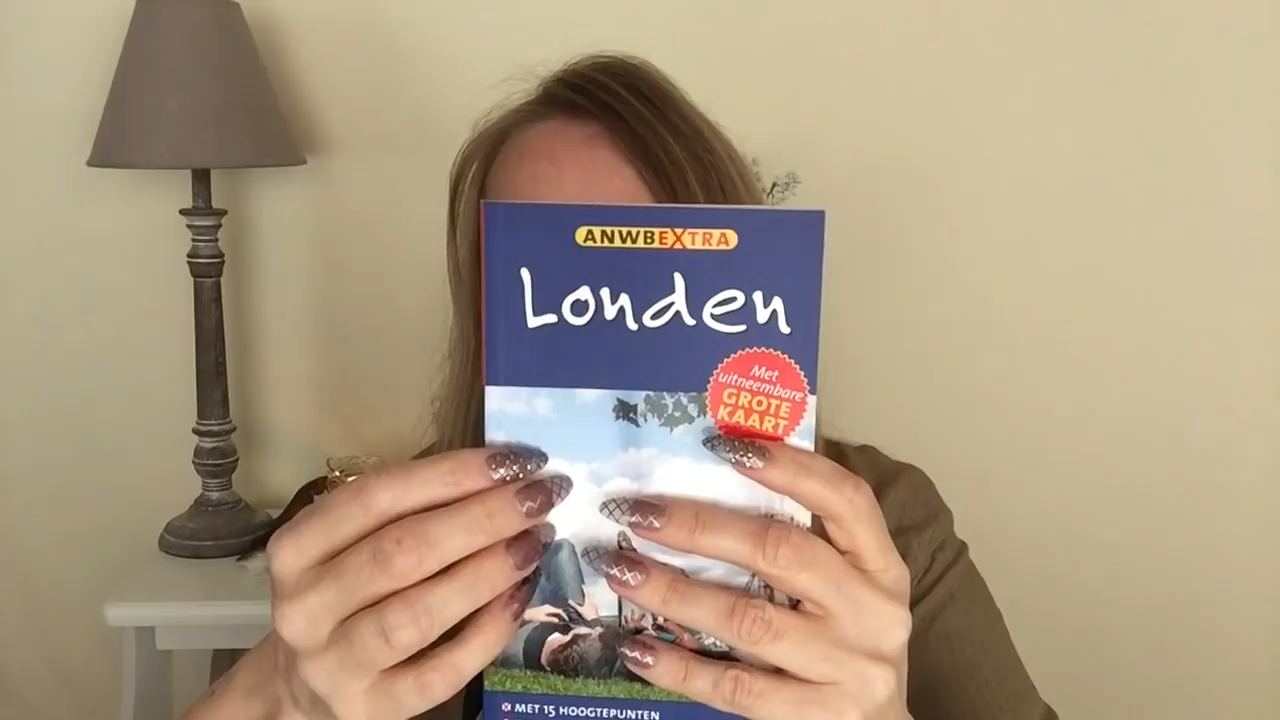 ANWBEXTRA
Londen
Met
uitneembare
GROTE
KAART
MET 15 HOOGTEPUNTEN